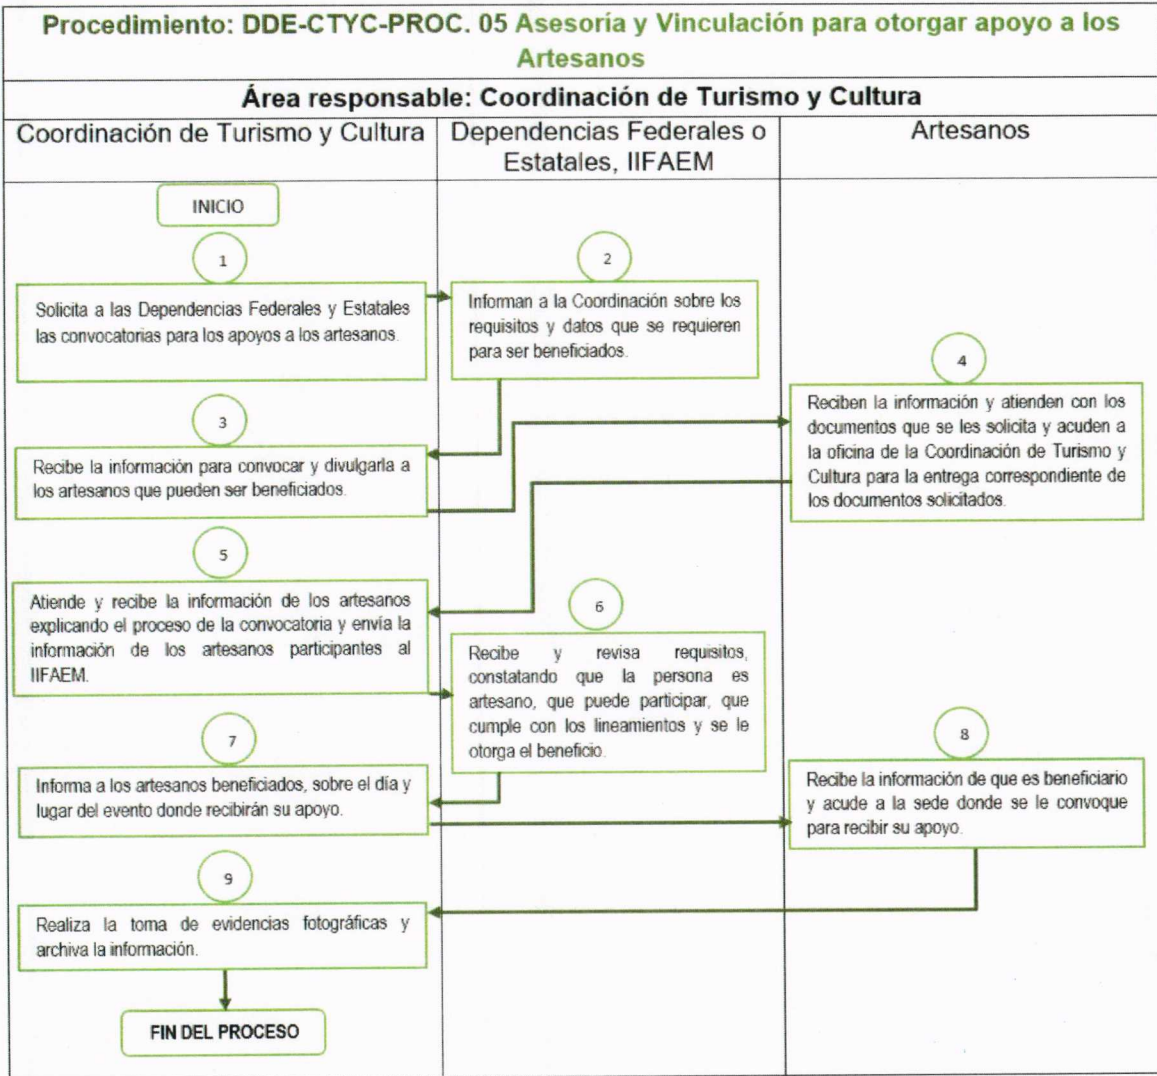 Procedimiento: DDE-CTYC-PROC. 05 Asesoría y Vinculación para otorgar apoyo a los
Artesanos
Área responsable: Coordinación de Turismo y Cultura
Coordinación de Turismo y Cultura
Dependencias Federales o
Estatales, IIFAEM
Artesanos
INICIO
1
Solicita a las Dependencias Federales y Estatales
las convocatorias para los apoyos a los artesanos.
2
Informan a la Coordinación sobre los
requisitos y datos que se requieren
para ser beneficiados.
3
Recibe la información para convocar y divulgarla a
los artesanos que pueden ser beneficiados.
4
Reciben la información y atienden con los
documentos que se les solicita y acuden a
la oficina de la Coordinación de Turismo y
Cultura para la entrega correspondiente de
los documentos solicitados.
5
Atiende y recibe la información de los artesanos
explicando el proceso de la convocatoria y envía la
información de los artesanos participantes al
IIFAEM.
6
Recibe y revisa requisitos,
constatando que la persona es
artesano, que puede participar, que
cumple con los lineamientos y se le
otorga el beneficio.
7
Informa a los artesanos beneficiados, sobre el día y
lugar del evento donde recibirán su apoyo.
8
Recibe la información de que es beneficiario
y acude a la sede donde se le convoque
para recibir su apoyo.
9
Realiza la toma de evidencias fotográficas y
archiva la información.
FIN DEL PROCESO